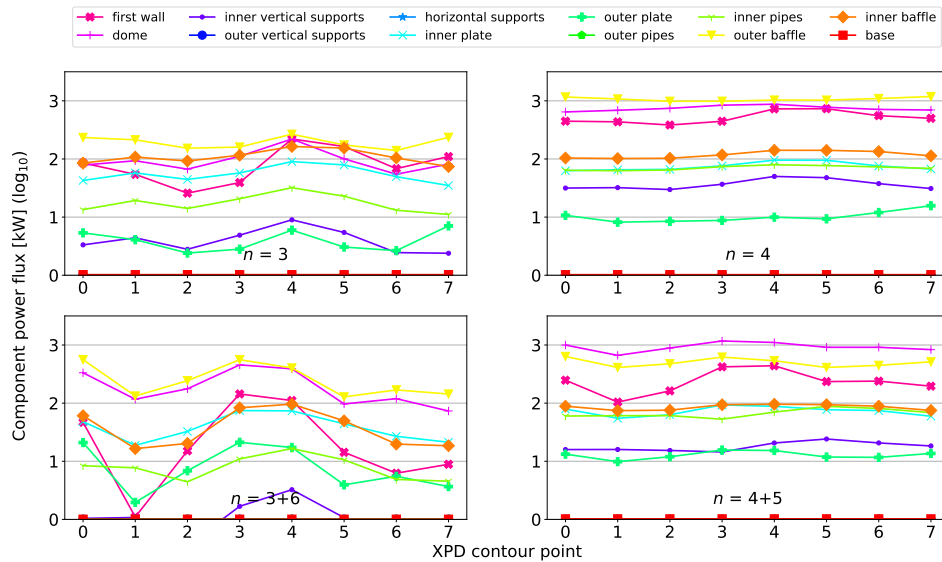 first wall inner vertical supports horizontal supports outer plate inner pipes inner baffle
dome outer vertical supports inner plate outer pipes outer baffle base
Component power flux [kW] (log10)
3
2
1
0
0 1 2 3 4 5 6 7
n = 3
3
2
1
0
0 1 2 3 4 5 6 7
n = 4
3
2
1
0
0 1 2 3 4 5 6 7
n = 3+6
3
2
1
0
0 1 2 3 4 5 6 7
n = 4+5
XPD contour point